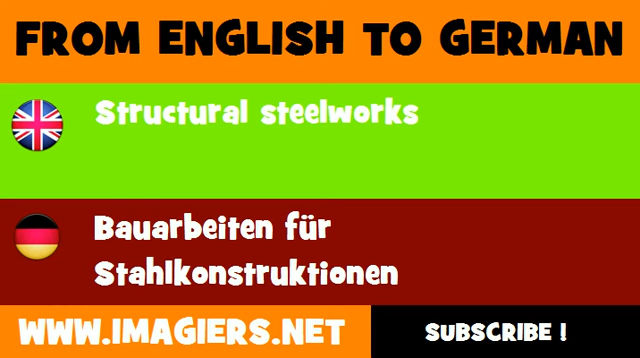 FROM ENGLISH TO GERMAN
Structural steelworks
Bauarbeiten für
Stahlkonstruktionen
WWW.IMAGIERS.NET
SUBSCRIBE !